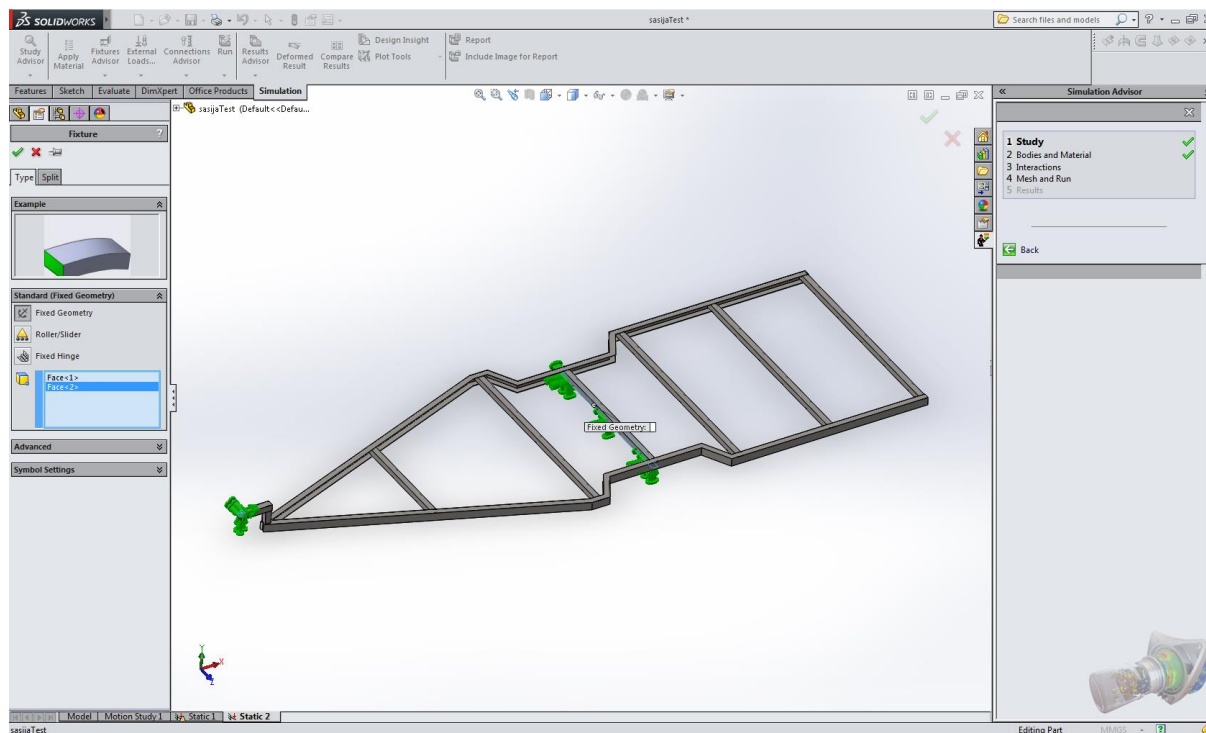 SOLIDWORKS
sasijaTest *
Search files and models
Study Advisor
Apply Material
Fixtures Advisor
External Loads...
Connections Advisor
Run
Results Advisor
Deformed Result
Compare Results
Design Insight
Plot Tools
Report
Include Image for Report
Features Sketch Evaluate DimXpert Office Products Simulation
sasijaTest (Default<<Defau...
Simulation Advisor
Fixture ?
Type Split
Example
Standard (Fixed Geometry)
Fixed Geometry
Roller/Slider
Fixed Hinge
Face<1>
Face<2>
Advanced
Symbol Settings
Fixed Geometry:
Y
X
Z
1 Study
2 Bodies and Material
3 Interactions
4 Mesh and Run
5 Results
Back
Model Motion Study 1 Static 1 Static 2
sasijaTest
Editing Part MMGS